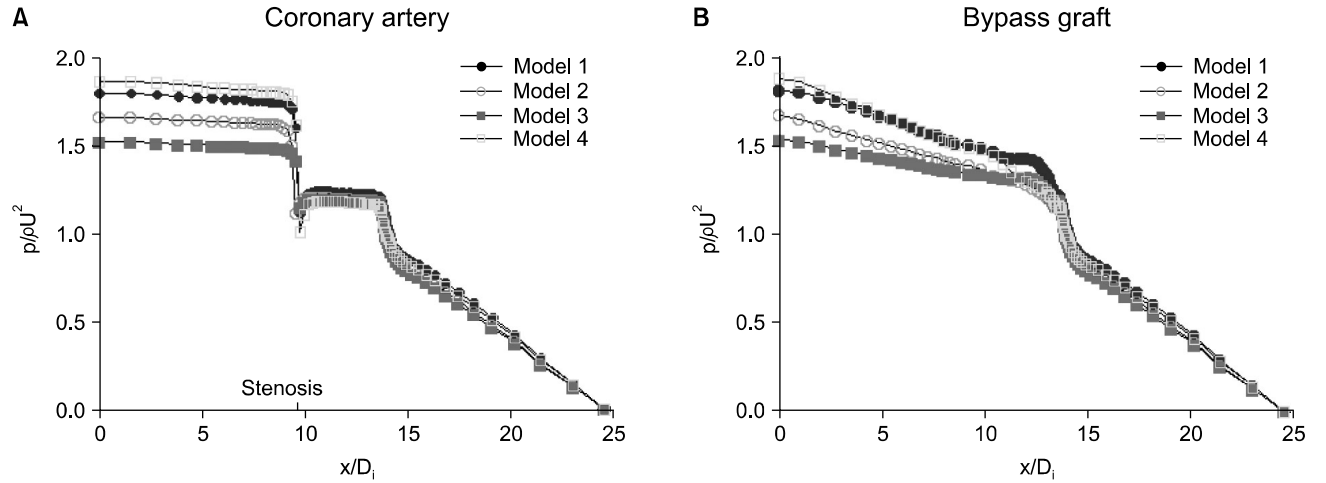 A
Coronary artery
2.0
1.5
1.0
0.5
0.0
p/ρU²
Model 1
Model 2
Model 3
Model 4
Stenosis
0 5 10 15 20 25
x/Dᵢ
B
Bypass graft
2.0
1.5
1.0
0.5
0.0
p/ρU²
Model 1
Model 2
Model 3
Model 4
0 5 10 15 20 25
x/Dᵢ